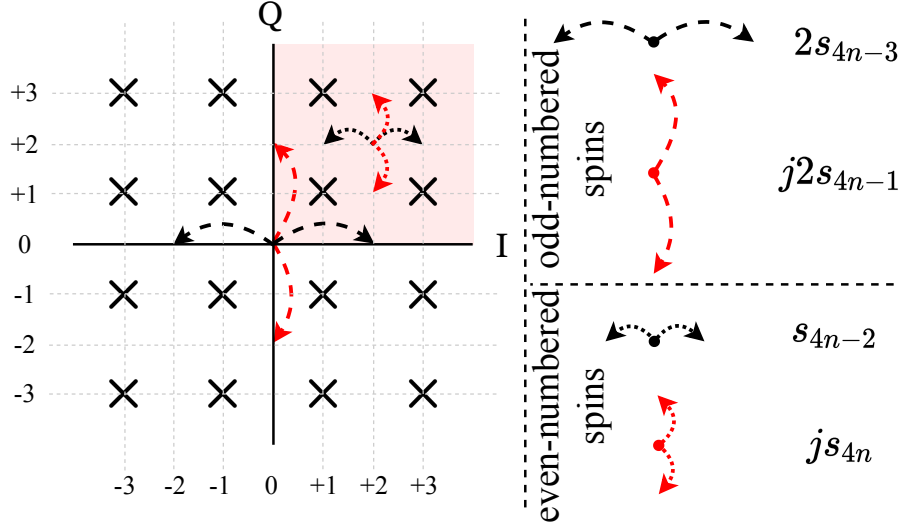 Q
+3
+2
+1
0
I
-1
-2
-3
-3
-2
-1
0
+1
+2
+3
odd-numbered
spins
2s_{4n-3}
j2s_{4n-1}
even-numbered
spins
s_{4n-2}
js_{4n}